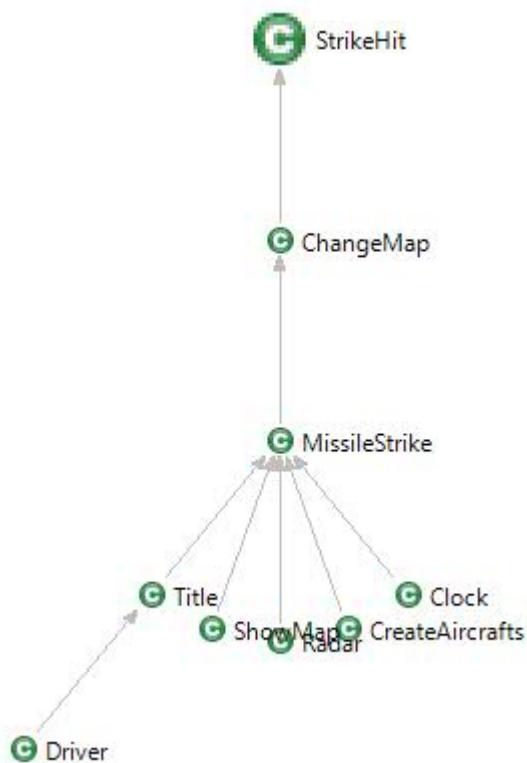 StrikeHit
ChangeMap
MissileStrike
Title
Clock
ShowMap
CreateAircrafts
Radar
Driver